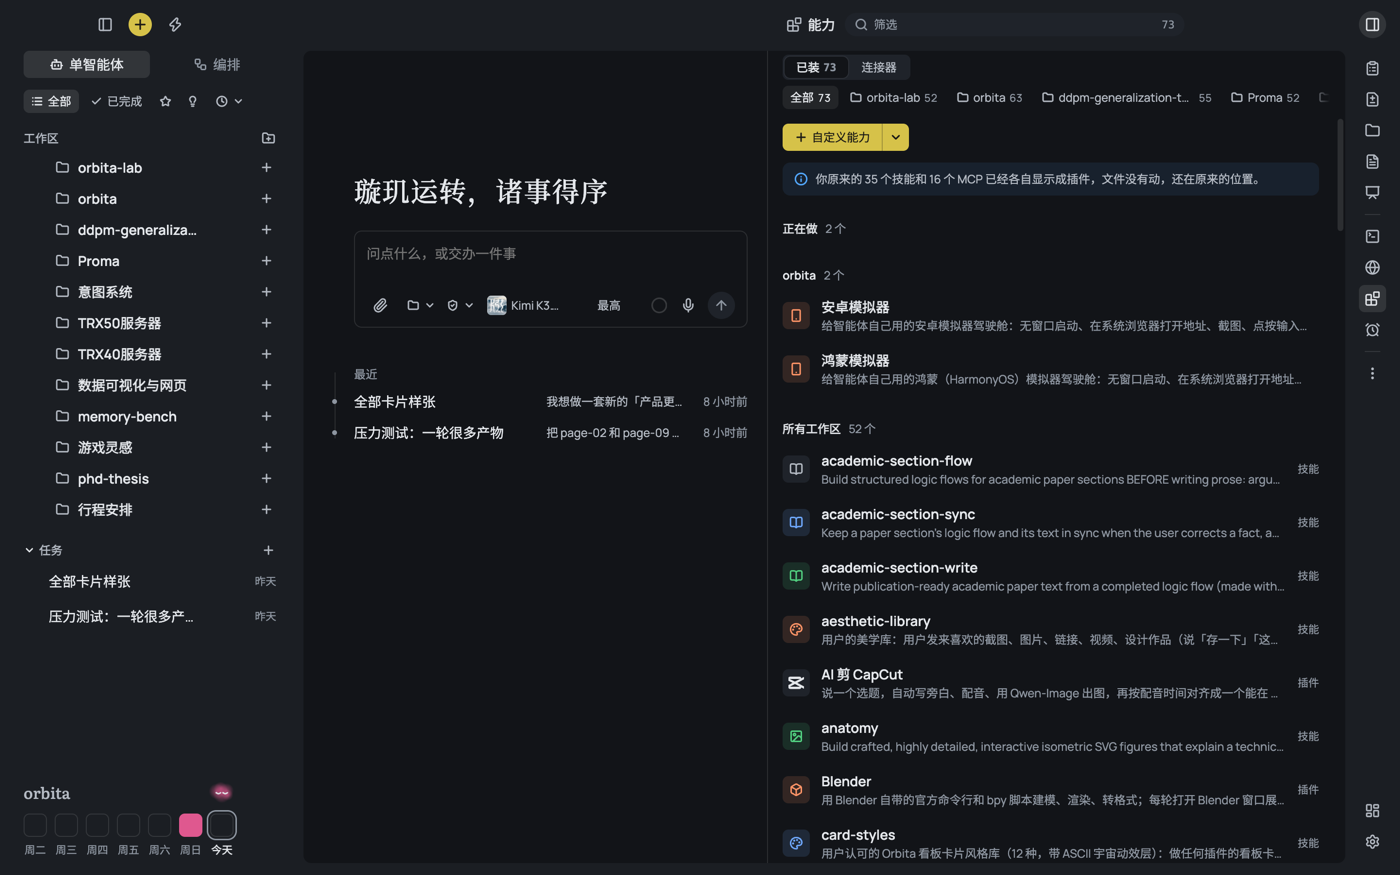 能力
筛选
73
单智能体
编排
全部
已完成
工作区
orbita-lab
orbita
ddpm-generaliza...
Proma
意图系统
TRX50服务器
TRX40服务器
数据可视化与网页
memory-bench
游戏灵感
phd-thesis
行程安排
任务
全部卡片样张 昨天
压力测试：一轮很多产... 昨天
orbita
周二 周三 周四 周五 周六 周日 今天
璇玑运转，诸事得序
问点什么，或交办一件事
Kimi K3... 最高
最近
全部卡片样张 我想做一套新的「产品更... 8 小时前
压力测试：一轮很多产物 把 page-02 和 page-09 ... 8 小时前
已装 73 连接器
全部 73 orbita-lab 52 orbita 63 ddpm-generalization-t... 55 Proma 52
自定义能力
你原来的 35 个技能和 16 个 MCP 已经各自显示成插件，文件没有动，还在原来的位置。
正在做 2 个
orbita 2 个
安卓模拟器
给智能体自己用的安卓模拟器驾驶舱：无窗口启动、在系统浏览器打开地址、截图、点按输入...
鸿蒙模拟器
给智能体自己用的鸿蒙（HarmonyOS）模拟器驾驶舱：无窗口启动、在系统浏览器打开地址...
所有工作区 52 个
academic-section-flow
Build structured logic flows for academic paper sections BEFORE writing prose: argu... 技能
academic-section-sync
Keep a paper section's logic flow and its text in sync when the user corrects a fact, a... 技能
academic-section-write
Write publication-ready academic paper text from a completed logic flow (made with... 技能
aesthetic-library
用户的美学库：用户发来喜欢的截图、图片、链接、视频、设计作品（说「存一下」「这... 技能
AI 剪 CapCut
说一个选题，自动写旁白、配音、用 Qwen-Image 出图，再按配音时间对齐成一个能在 ... 插件
anatomy
Build crafted, highly detailed, interactive isometric SVG figures that explain a technic... 技能
Blender
用 Blender 自带的官方命令行和 bpy 脚本建模、渲染、转格式；每轮打开 Blender 窗口展... 插件
card-styles
用户认可的 Orbita 看板卡片风格库（12 种，带 ASCII 宇宙动效层）：做任何插件的看板卡... 技能